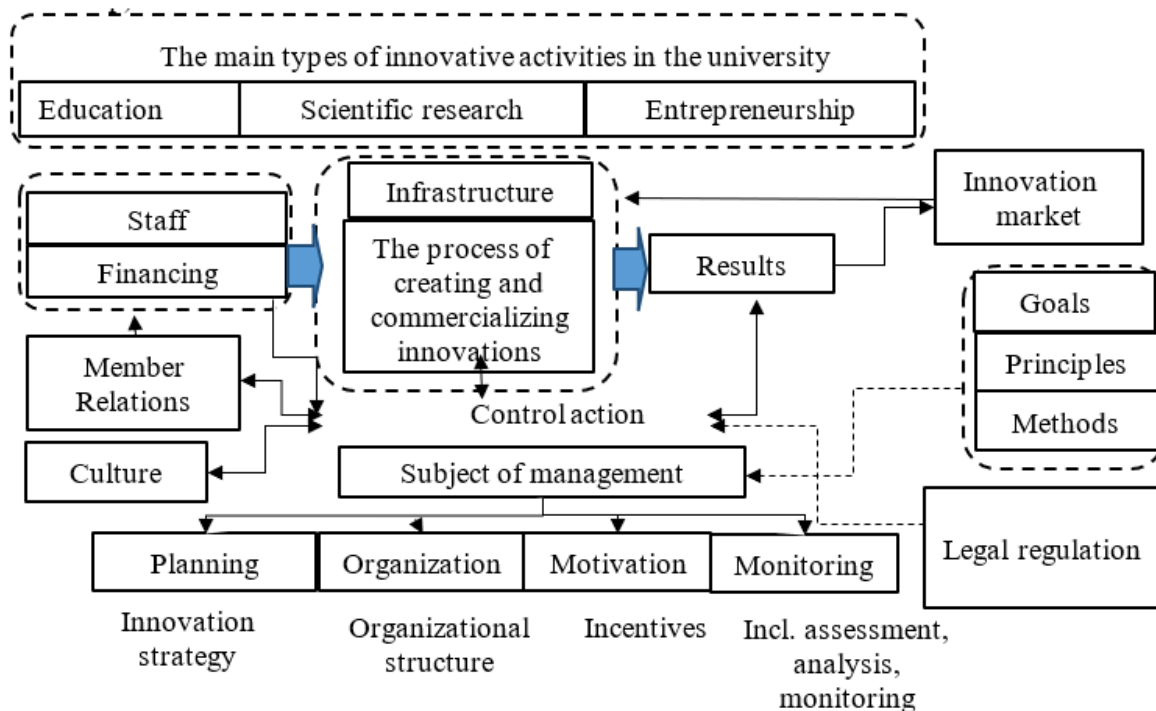 The main types of innovative activities in the university
Education
Scientific research
Entrepreneurship
Staff
Financing
Infrastructure
The process of
creating and
commercializing
innovations
Results
Innovation
market
Goals
Principles
Methods
Member
Relations
Culture
Control action
Subject of management
Legal regulation
Planning
Organization
Motivation
Monitoring
Innovation
strategy
Organizational
structure
Incentives
Incl. assessment,
analysis,
monitoring